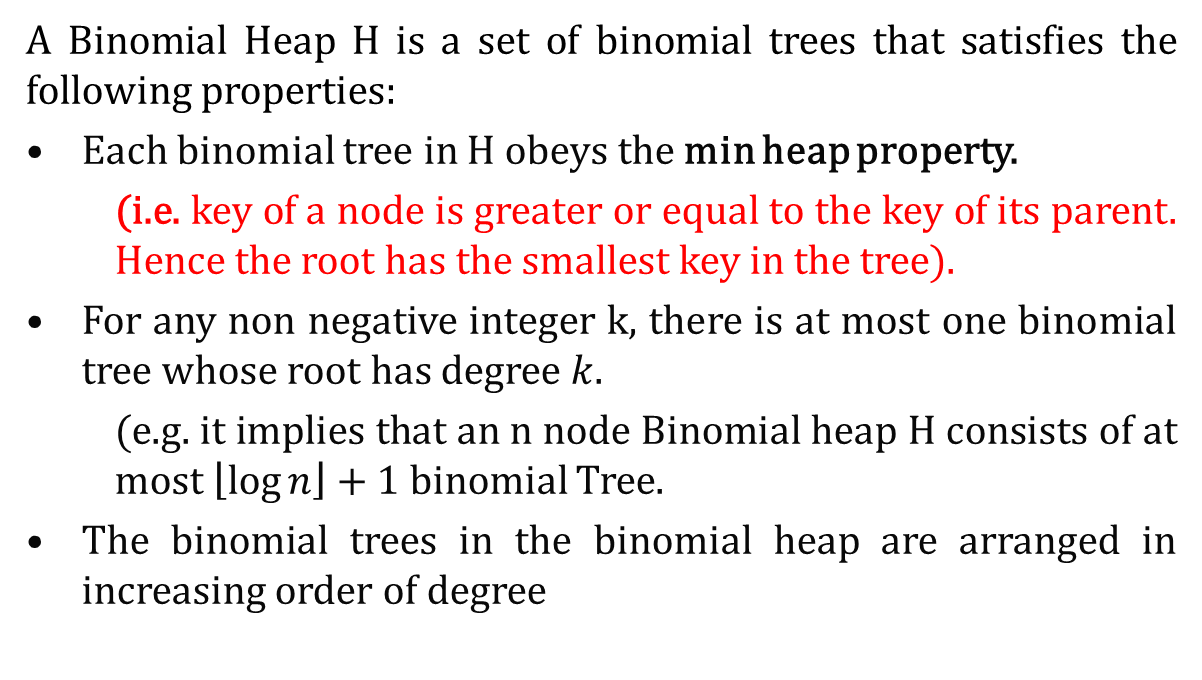 A Binomial Heap H is a set of binomial trees that satisfies the
following properties:
• Each binomial tree in H obeys the min heap property.
(i.e. key of a node is greater or equal to the key of its parent.
Hence the root has the smallest key in the tree).
• For any non negative integer k, there is at most one binomial
tree whose root has degree k.
(e.g. it implies that an n node Binomial heap H consists of at
most ⌊log n⌋ + 1 binomial Tree.
• The binomial trees in the binomial heap are arranged in
increasing order of degree